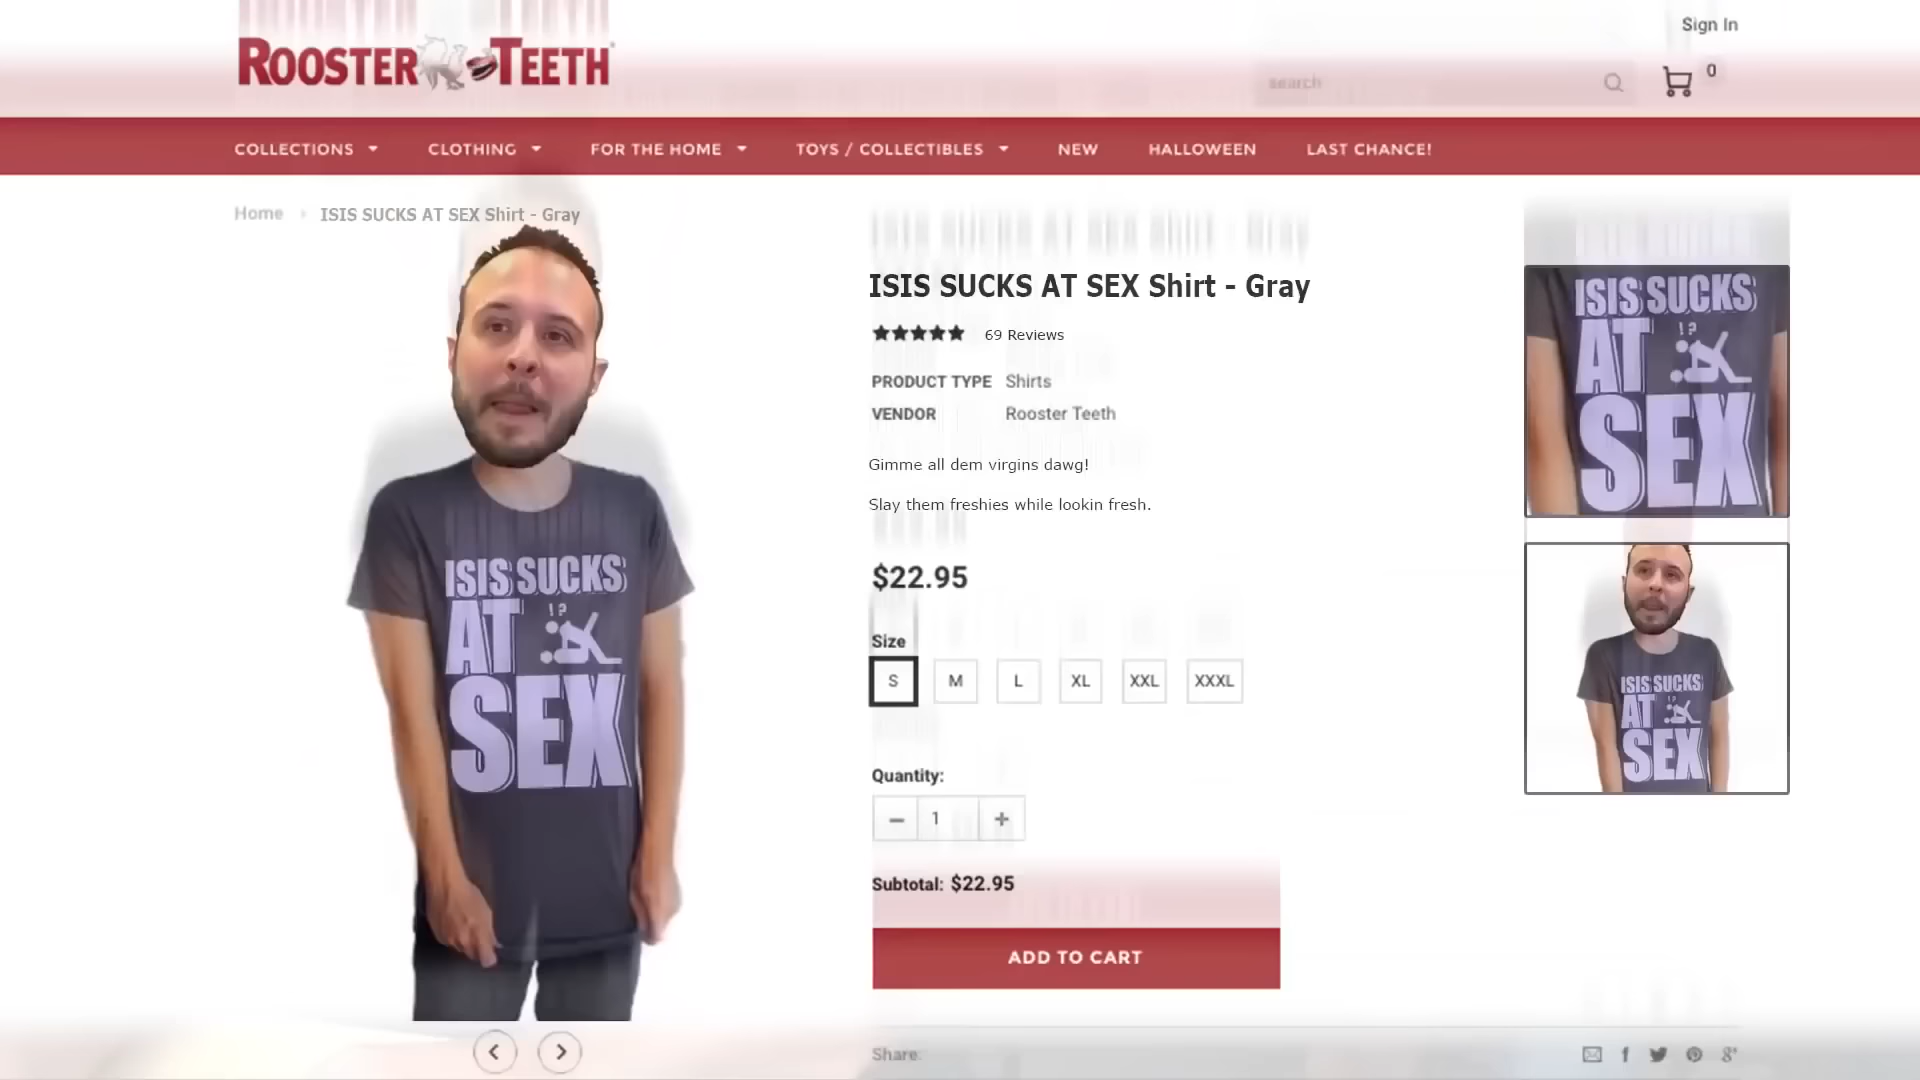 ROOSTER TEETH
Sign In
search
0
COLLECTIONS CLOTHING FOR THE HOME TOYS / COLLECTIBLES NEW HALLOWEEN LAST CHANCE!
Home › ISIS SUCKS AT SEX Shirt - Gray
ISIS SUCKS AT SEX Shirt - Gray
69 Reviews
PRODUCT TYPE Shirts
VENDOR Rooster Teeth
Gimme all dem virgins dawg!
Slay them freshies while lookin fresh.
$22.95
Size
S M L XL XXL XXXL
Quantity:
− 1 +
Subtotal: $22.95
ADD TO CART
Share:
ISIS SUCKS
AT !?
SEX
ISIS SUCKS
AT !?
SEX
ISIS SUCKS
AT
SEX